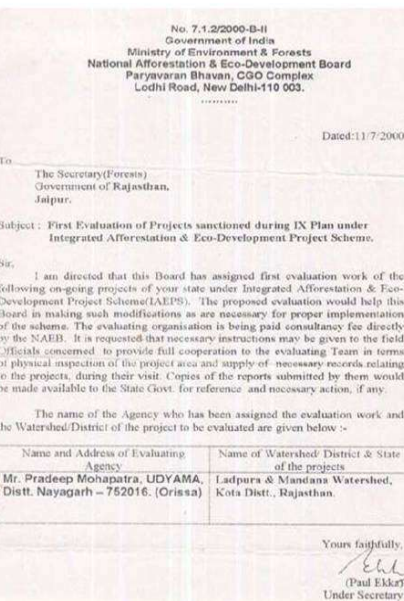 No. 7.1.2/2000-B-II
Government of India
Ministry of Environment & Forests
National Afforestation & Eco-Development Board
Paryavaran Bhavan, CGO Complex
Lodhi Road, New Delhi-110 003.
..........
Dated:11/7/2000
To
The Secretary(Forests)
Government of Rajasthan,
Jaipur.
Subject : First Evaluation of Projects sanctioned during IX Plan under
Integrated Afforestation & Eco-Development Project Scheme.
Sir,
I am directed that this Board has assigned first evaluation work of the
following on-going projects of your state under Integrated Afforestation & Eco-
Development Project Scheme(IAEPS). The proposed evaluation would help this
Board in making such modifications as are necessary for proper implementation
of the scheme. The evaluating organisation is being paid consultancy fee directly
by the NAEB. It is requested that necessary instructions may be given to the field
Officials concerned to provide full cooperation to the evaluating Team in terms
of physical inspection of the project area and supply of necessary records relating
to the projects, during their visit. Copies of the reports submitted by them would
be made available to the State Govt. for reference and necessary action, if any.
The name of the Agency who has been assigned the evaluation work and
the Watershed/District of the project to be evaluated are given below :-
Name and Address of Evaluating Agency
Name of Watershed/ District & State of the projects
Mr. Pradeep Mohapatra, UDYAMA,
Distt. Nayagarh – 752016. (Orissa)
Ladpura & Mandana Watershed,
Kota Distt., Rajasthan.
Yours faithfully,
(Paul Ekka)
Under Secretary